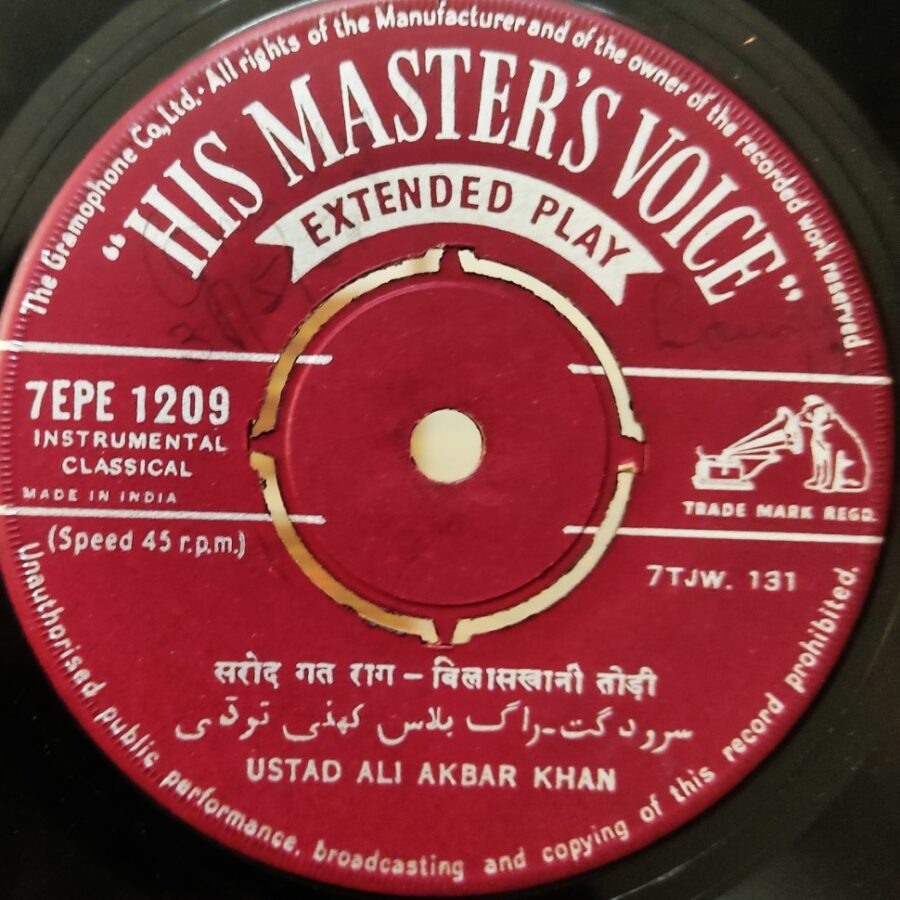 The Gramophone Co., Ltd. · All rights of the Manufacturer and of the owner of the recorded work reserved.
"HIS MASTER'S VOICE"
EXTENDED PLAY
7EPE 1209
INSTRUMENTAL
CLASSICAL
MADE IN INDIA
(Speed 45 r.p.m.)
TRADE MARK REGD.
7TJW. 131
सरोद गत राग – बिलासखानी तोड़ी
سرود گت-راگ بلاس کهنی توڈی
USTAD ALI AKBAR KHAN
Unauthorised, public performance, broadcasting and copying of this record prohibited.